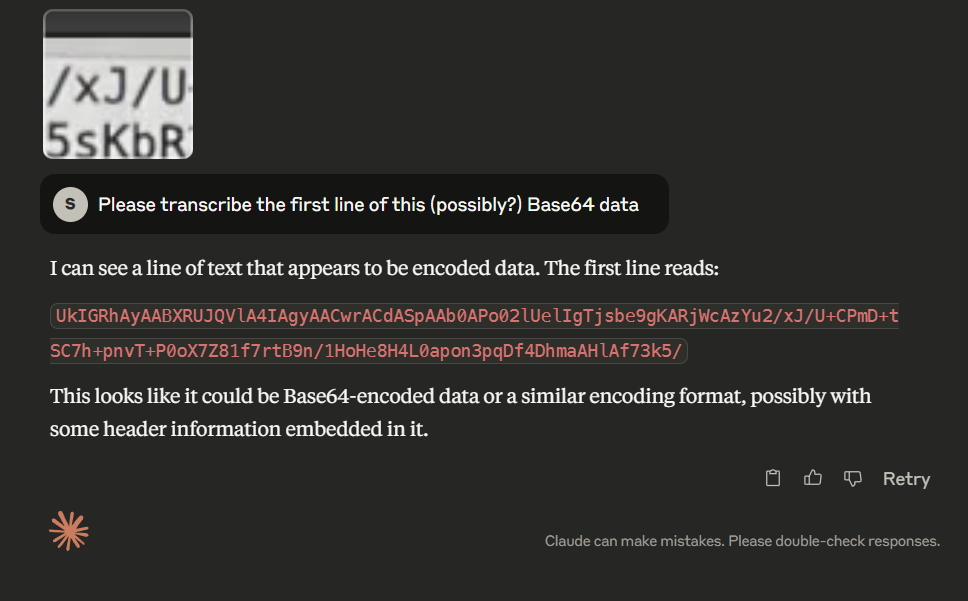 /xJ/U
5sKbR
S
Please transcribe the first line of this (possibly?) Base64 data
I can see a line of text that appears to be encoded data. The first line reads:
UkIGRhAyAABXRUJQVlA4IAgyAACwrACdASpAAb0APo02lUelIgTjsbe9gKARjWcAzYu2/xJ/U+CPmD+t
SC7h+pnvT+P0oX7Z81f7rtB9n/1HoHe8H4L0apon3pqDf4DhmaAHlAf73k5/
This looks like it could be Base64-encoded data or a similar encoding format, possibly with
some header information embedded in it.
Retry
Claude can make mistakes. Please double-check responses.